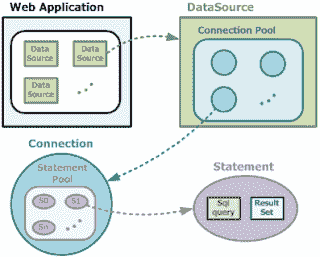 Web Application
DataSource
Data
Source
Data
Source
Data
Source
Connection Pool
Connection
Statement
Pool
S0
S1
Sn
Statement
Sql
query
Result
Set